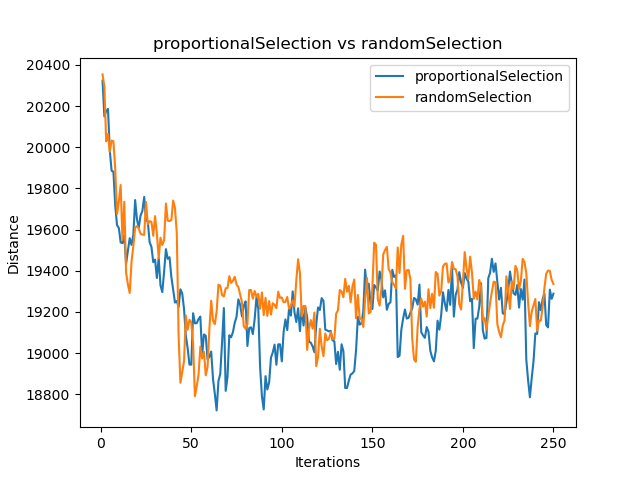 proportionalSelection vs randomSelection
proportionalSelection
randomSelection
Distance
20400
20200
20000
19800
19600
19400
19200
19000
18800
0 50 100 150 200 250
Iterations